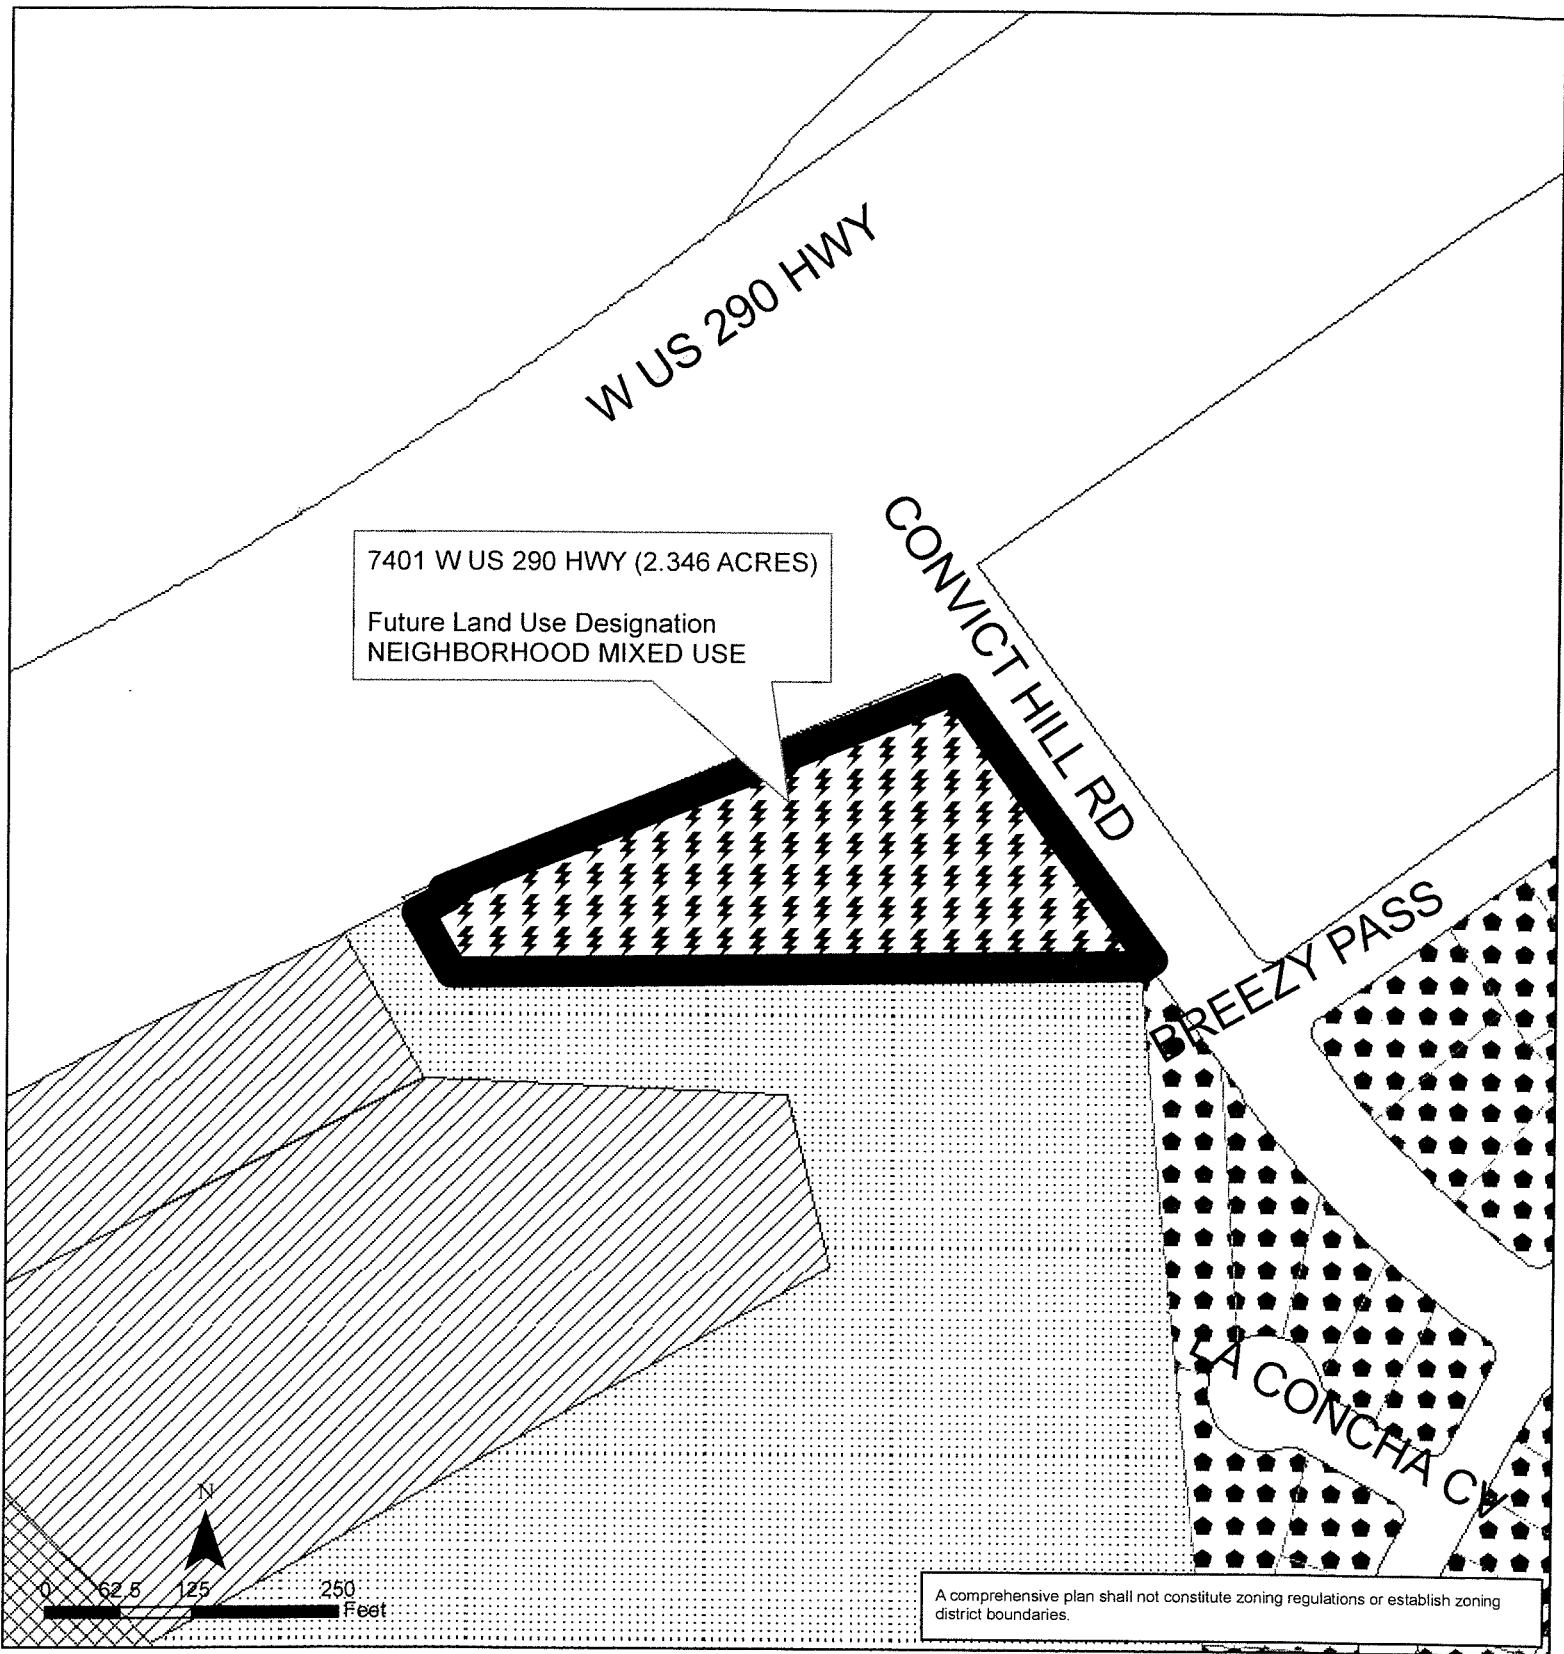 W US 290 HWY
CONVICT HILL RD
7401 W US 290 HWY (2.346 ACRES)
Future Land Use Designation
NEIGHBORHOOD MIXED USE
BREEZY PASS
LA CONCHA CV
N
0 62.5 125 250
Feet
A comprehensive plan shall not constitute zoning regulations or establish zoning
district boundaries.